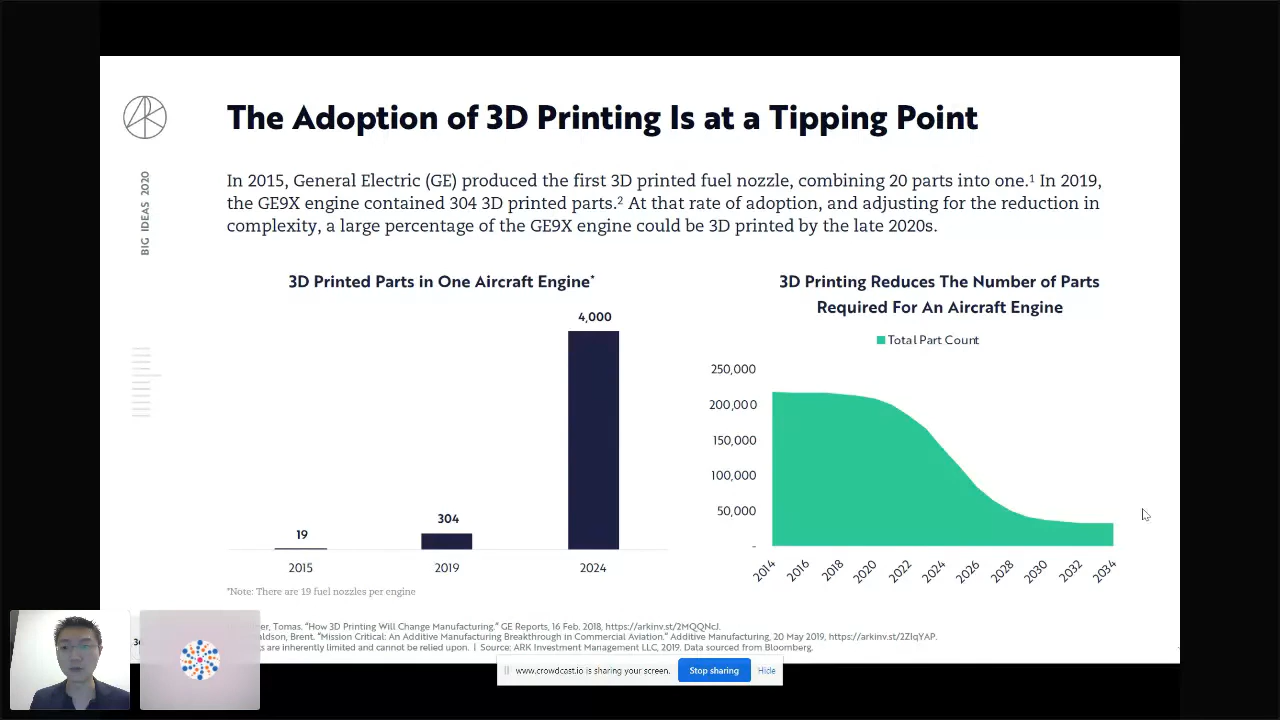 The Adoption of 3D Printing Is at a Tipping Point
BIG IDEAS 2020
In 2015, General Electric (GE) produced the first 3D printed fuel nozzle, combining 20 parts into one.¹ In 2019,
the GE9X engine contained 304 3D printed parts.² At that rate of adoption, and adjusting for the reduction in
complexity, a large percentage of the GE9X engine could be 3D printed by the late 2020s.
3D Printed Parts in One Aircraft Engine*
4,000
304
19
2015 2019 2024
*Note: There are 19 fuel nozzles per engine
3D Printing Reduces The Number of Parts
Required For An Aircraft Engine
Total Part Count
250,000
200,000
150,000
100,000
50,000
-
2014 2016 2018 2020 2022 2024 2026 2028 2030 2032 2034
Tomas. "How 3D Printing Will Change Manufacturing." GE Reports, 16 Feb. 2018, https://arkinv.st/2MQQNcJ.
Brent. "Mission Critical: An Additive Manufacturing Breakthrough in Commercial Aviation." Additive Manufacturing, 20 May 2019, https://arkinv.st/2ZIqYAP.
are inherently limited and cannot be relied upon. | Source: ARK Investment Management LLC, 2019. Data sourced from Bloomberg.
www.crowdcast.io is sharing your screen. Stop sharing Hide